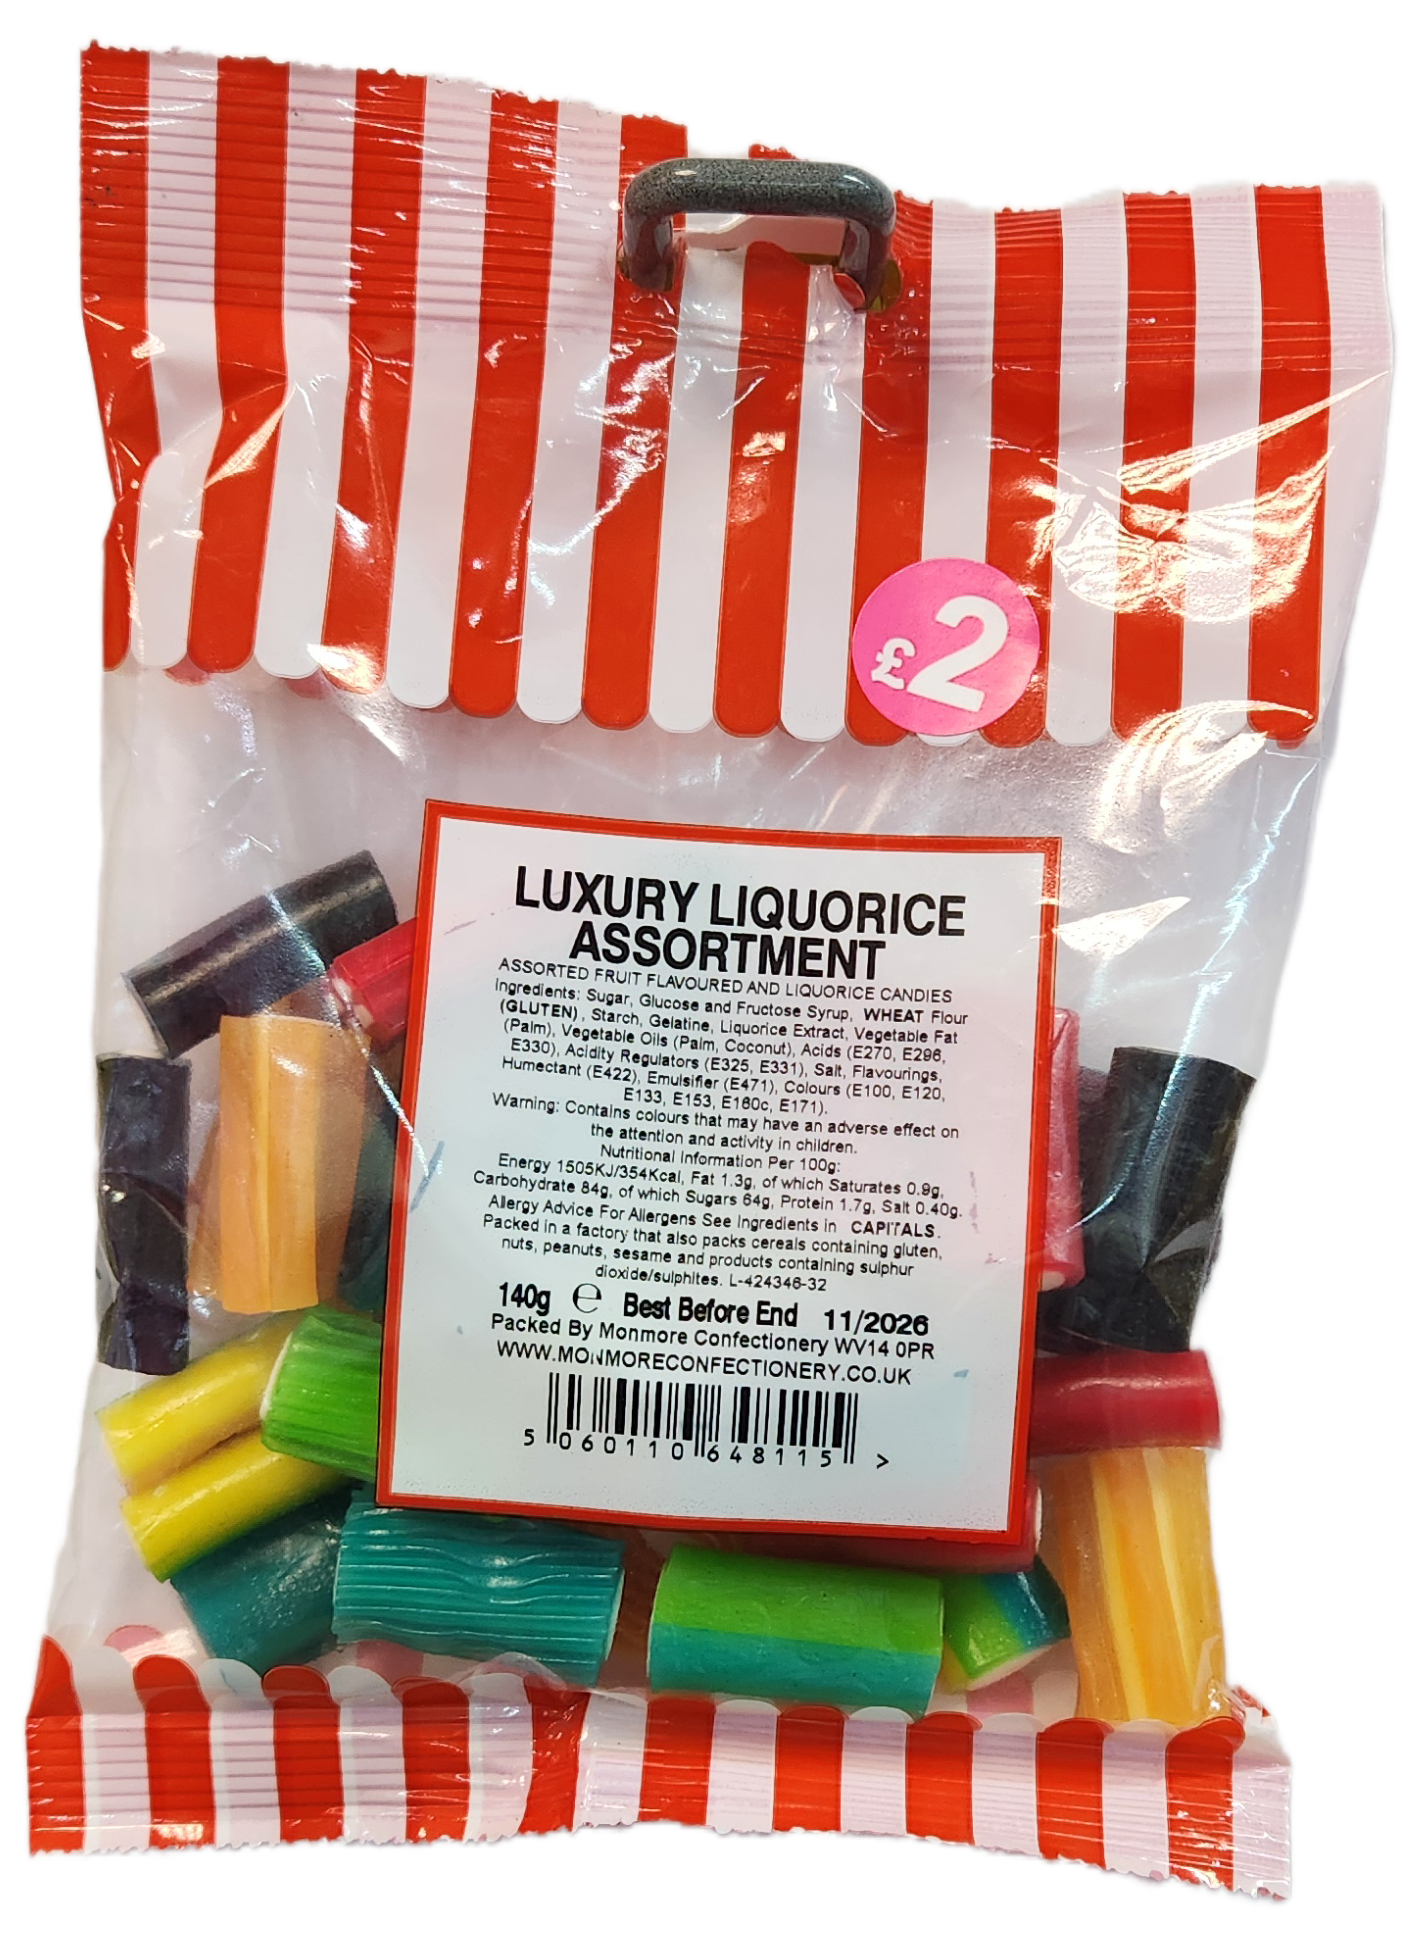 £2
LUXURY LIQUORICE
ASSORTMENT
ASSORTED FRUIT FLAVOURED AND LIQUORICE CANDIES
Ingredients: Sugar, Glucose and Fructose Syrup, WHEAT Flour
(GLUTEN), Starch, Gelatine, Liquorice Extract, Vegetable Fat
(Palm), Vegetable Oils (Palm, Coconut), Acids (E270, E296,
E330), Acidity Regulators (E325, E331), Salt, Flavourings,
Humectant (E422), Emulsifier (E471), Colours (E100, E120,
E133, E153, E160c, E171).
Warning: Contains colours that may have an adverse effect on
the attention and activity in children.
Nutritional Information Per 100g:
Energy 1505KJ/354Kcal, Fat 1.3g, of which Saturates 0.9g,
Carbohydrate 84g, of which Sugars 64g, Protein 1.7g, Salt 0.40g.
Allergy Advice For Allergens See Ingredients in CAPITALS.
Packed in a factory that also packs cereals containing gluten,
nuts, peanuts, sesame and products containing sulphur
dioxide/sulphites. L-424346-32
140g ℮ Best Before End 11/2026
Packed By Monmore Confectionery WV14 0PR
WWW.MONMORECONFECTIONERY.CO.UK
5 060110 648115 >